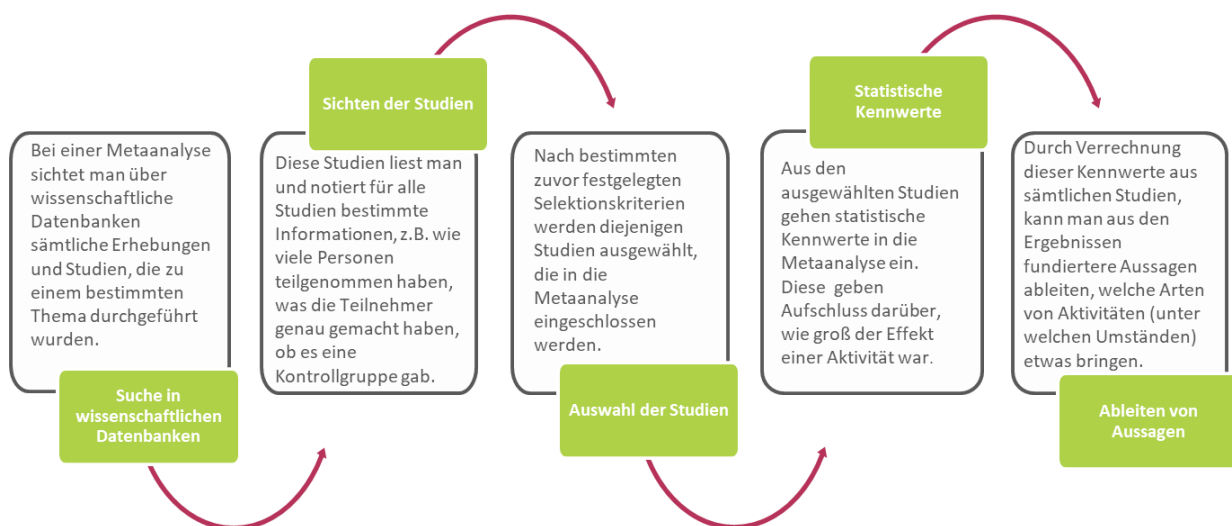 Bei einer Metaanalyse
sichtet man über
wissenschaftliche
Datenbanken
sämtliche Erhebungen
und Studien, die zu
einem bestimmten
Thema durchgeführt
wurden.
Suche in
wissenschaftlichen
Datenbanken
Sichten der Studien
Diese Studien liest man
und notiert für alle
Studien bestimmte
Informationen, z.B. wie
viele Personen
teilgenommen haben,
was die Teilnehmer
genau gemacht haben,
ob es eine
Kontrollgruppe gab.
Nach bestimmten
zuvor festgelegten
Selektionskriterien
werden diejenigen
Studien ausgewählt,
die in die
Metaanalyse
eingeschlossen
werden.
Auswahl der Studien
Statistische
Kennwerte
Aus den
ausgewählten Studien
gehen statistische
Kennwerte in die
Metaanalyse ein.
Diese geben
Aufschluss darüber,
wie groß der Effekt
einer Aktivität war.
Durch Verrechnung
dieser Kennwerte aus
sämtlichen Studien,
kann man aus den
Ergebnissen
fundiertere Aussagen
ableiten, welche Arten
von Aktivitäten (unter
welchen Umständen)
etwas bringen.
Ableiten von
Aussagen